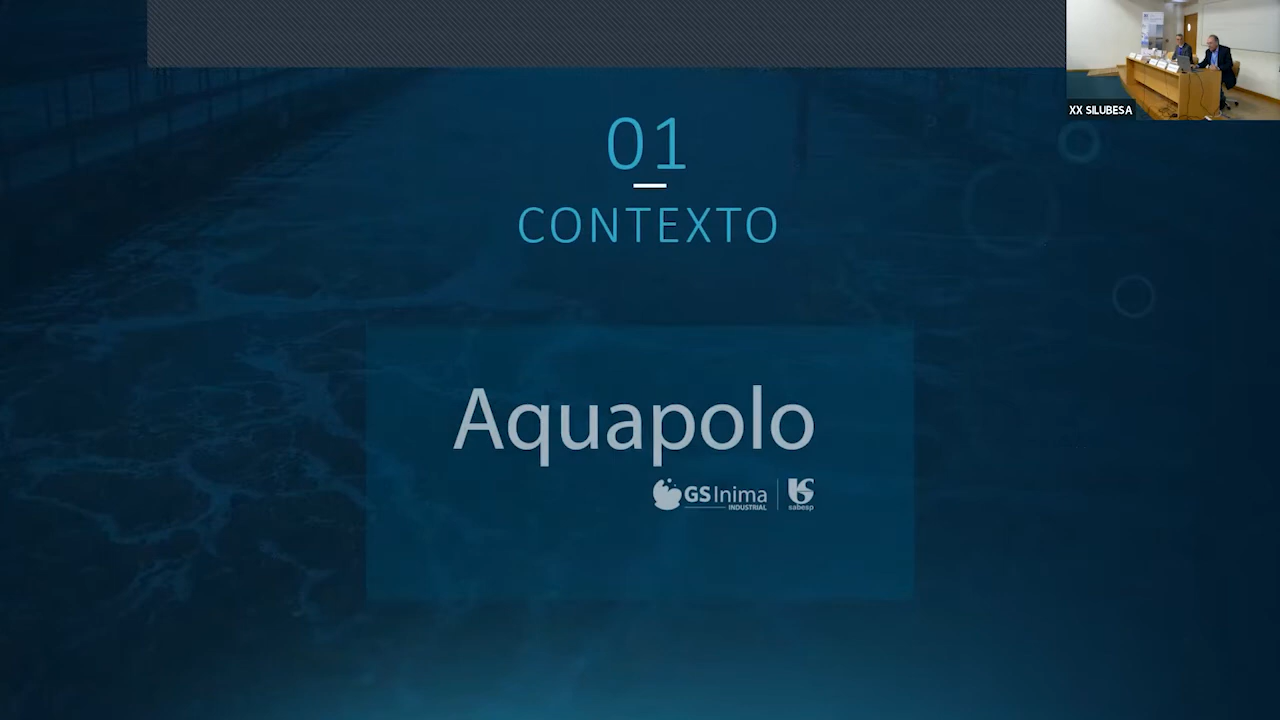 XX SILUBESA
01
CONTEXTO
Aquapolo
GS Inima
INDUSTRIAL
sabesp